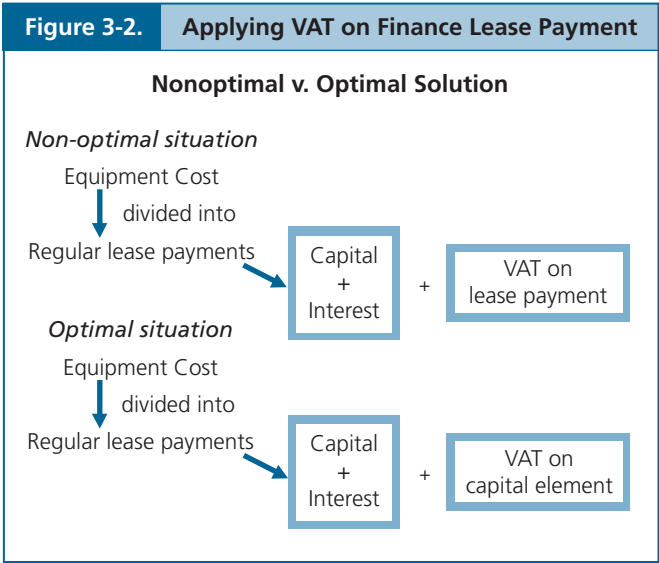 Figure 3-2. Applying VAT on Finance Lease Payment
Nonoptimal v. Optimal Solution
Non-optimal situation
Equipment Cost
divided into
Regular lease payments
Capital
+
Interest
+
VAT on
lease payment
Optimal situation
Equipment Cost
divided into
Regular lease payments
Capital
+
Interest
+
VAT on
capital element